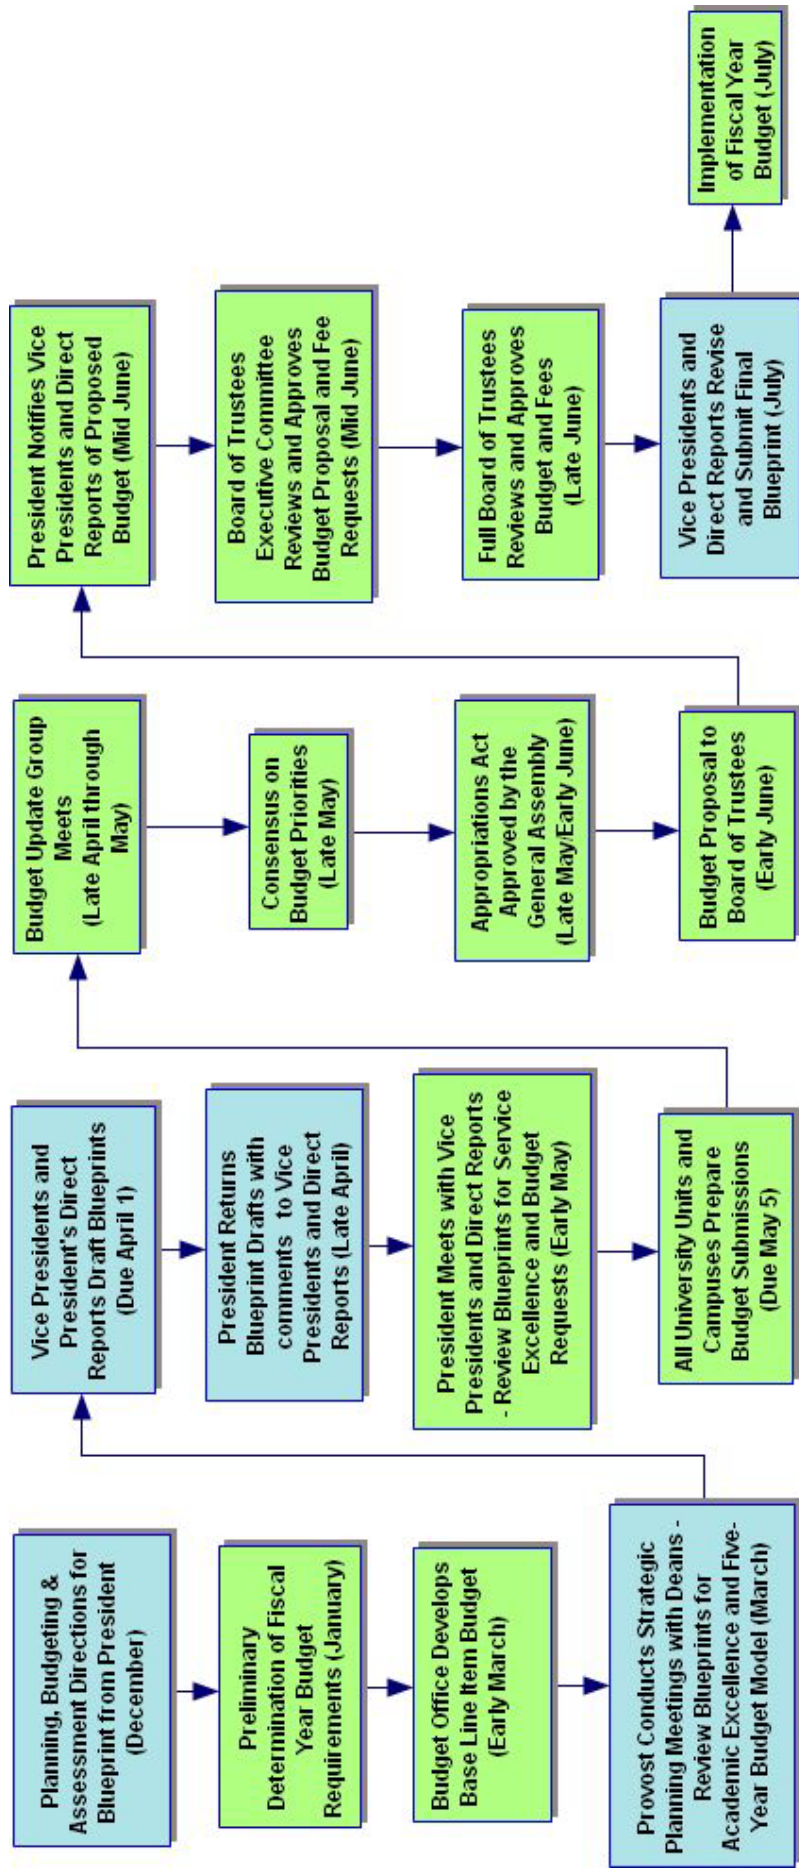 Planning, Budgeting &
Assessment Directions for
Blueprint from President
(December)
Preliminary
Determination of Fiscal
Year Budget
Requirements (January)
Budget Office Develops
Base Line Item Budget
(Early March)
Provost Conducts Strategic
Planning Meetings with Deans -
Review Blueprints for
Academic Excellence and Five-
Year Budget Model (March)
Vice Presidents and
President's Direct
Reports Draft Blueprints
(Due April 1)
President Returns
Blueprint Drafts with
comments to Vice
Presidents and Direct
Reports (Late April)
President Meets with Vice
Presidents and Direct Reports
- Review Blueprints for Service
Excellence and Budget
Requests (Early May)
All University Units and
Campuses Prepare
Budget Submissions
(Due May 5)
Budget Update Group
Meets
(Late April through
May)
Consensus on
Budget Priorities
(Late May)
Appropriations Act
Approved by the
General Assembly
(Late May/Early June)
Budget Proposal to
Board of Trustees
(Early June)
President Notifies Vice
Presidents and Direct
Reports of Proposed
Budget (Mid June)
Board of Trustees
Executive Committee
Reviews and Approves
Budget Proposal and Fee
Requests (Mid June)
Full Board of Trustees
Reviews and Approves
Budget and Fees
(Late June)
Vice Presidents and
Direct Reports Revise
and Submit Final
Blueprint (July)
Implementation
of Fiscal Year
Budget (July)